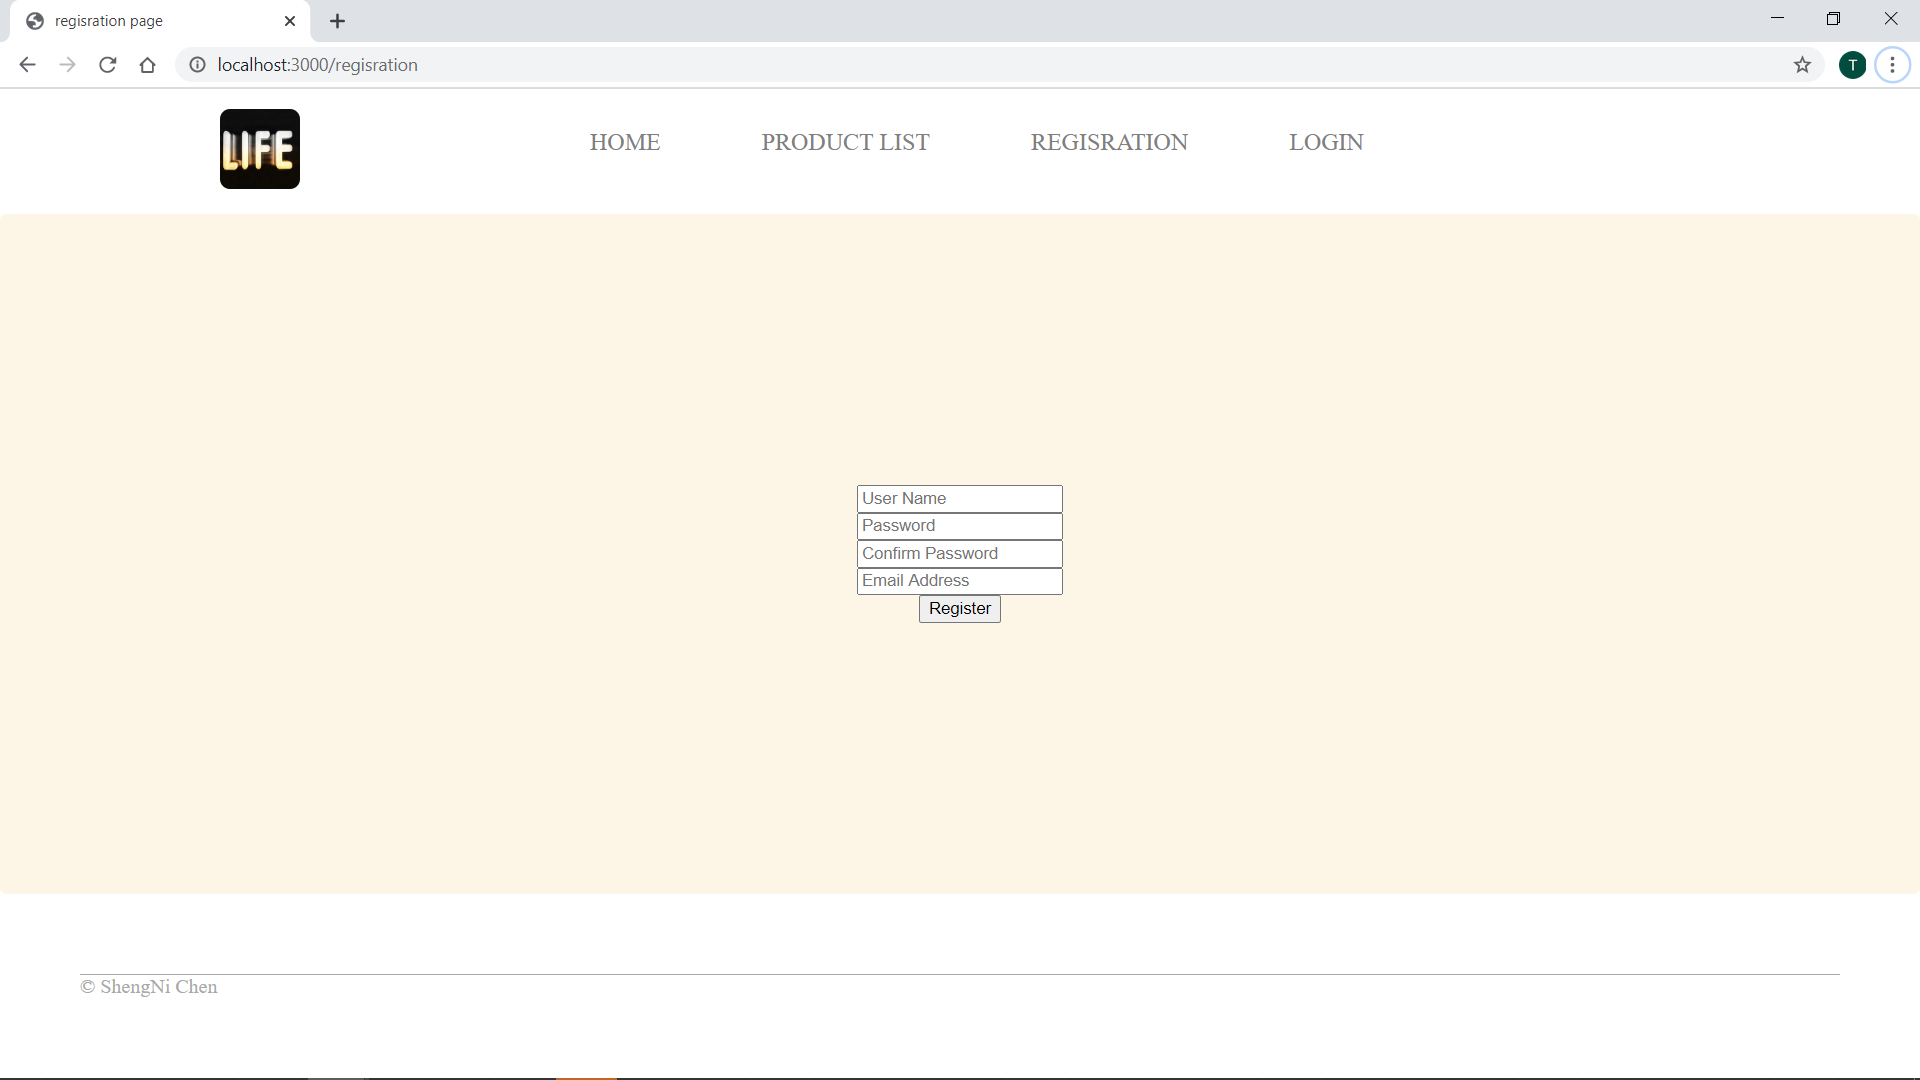 regisration page
localhost:3000/regisration
T
LIFE
HOME PRODUCT LIST REGISRATION LOGIN
User Name
Password
Confirm Password
Email Address
Register
© ShengNi Chen